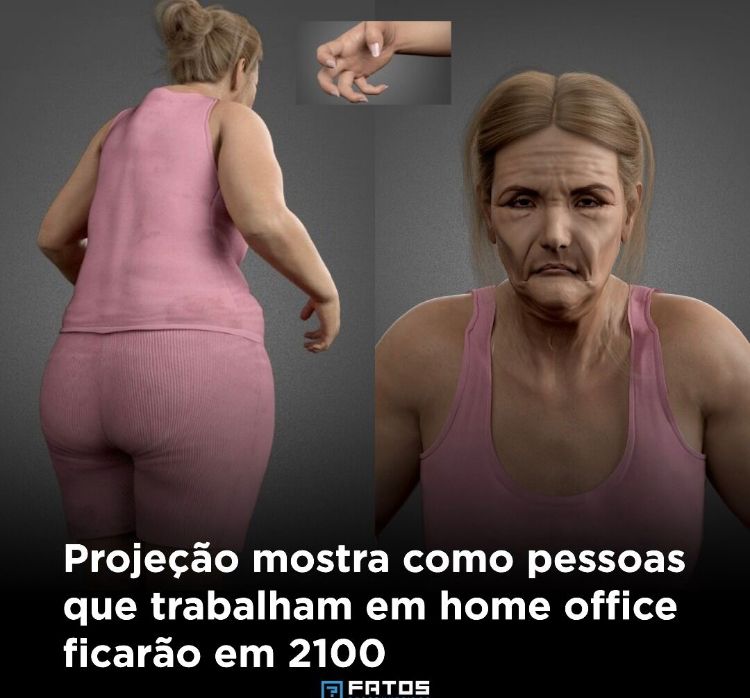 Projeção mostra como pessoas
que trabalham em home office
ficarão em 2100
FATOS